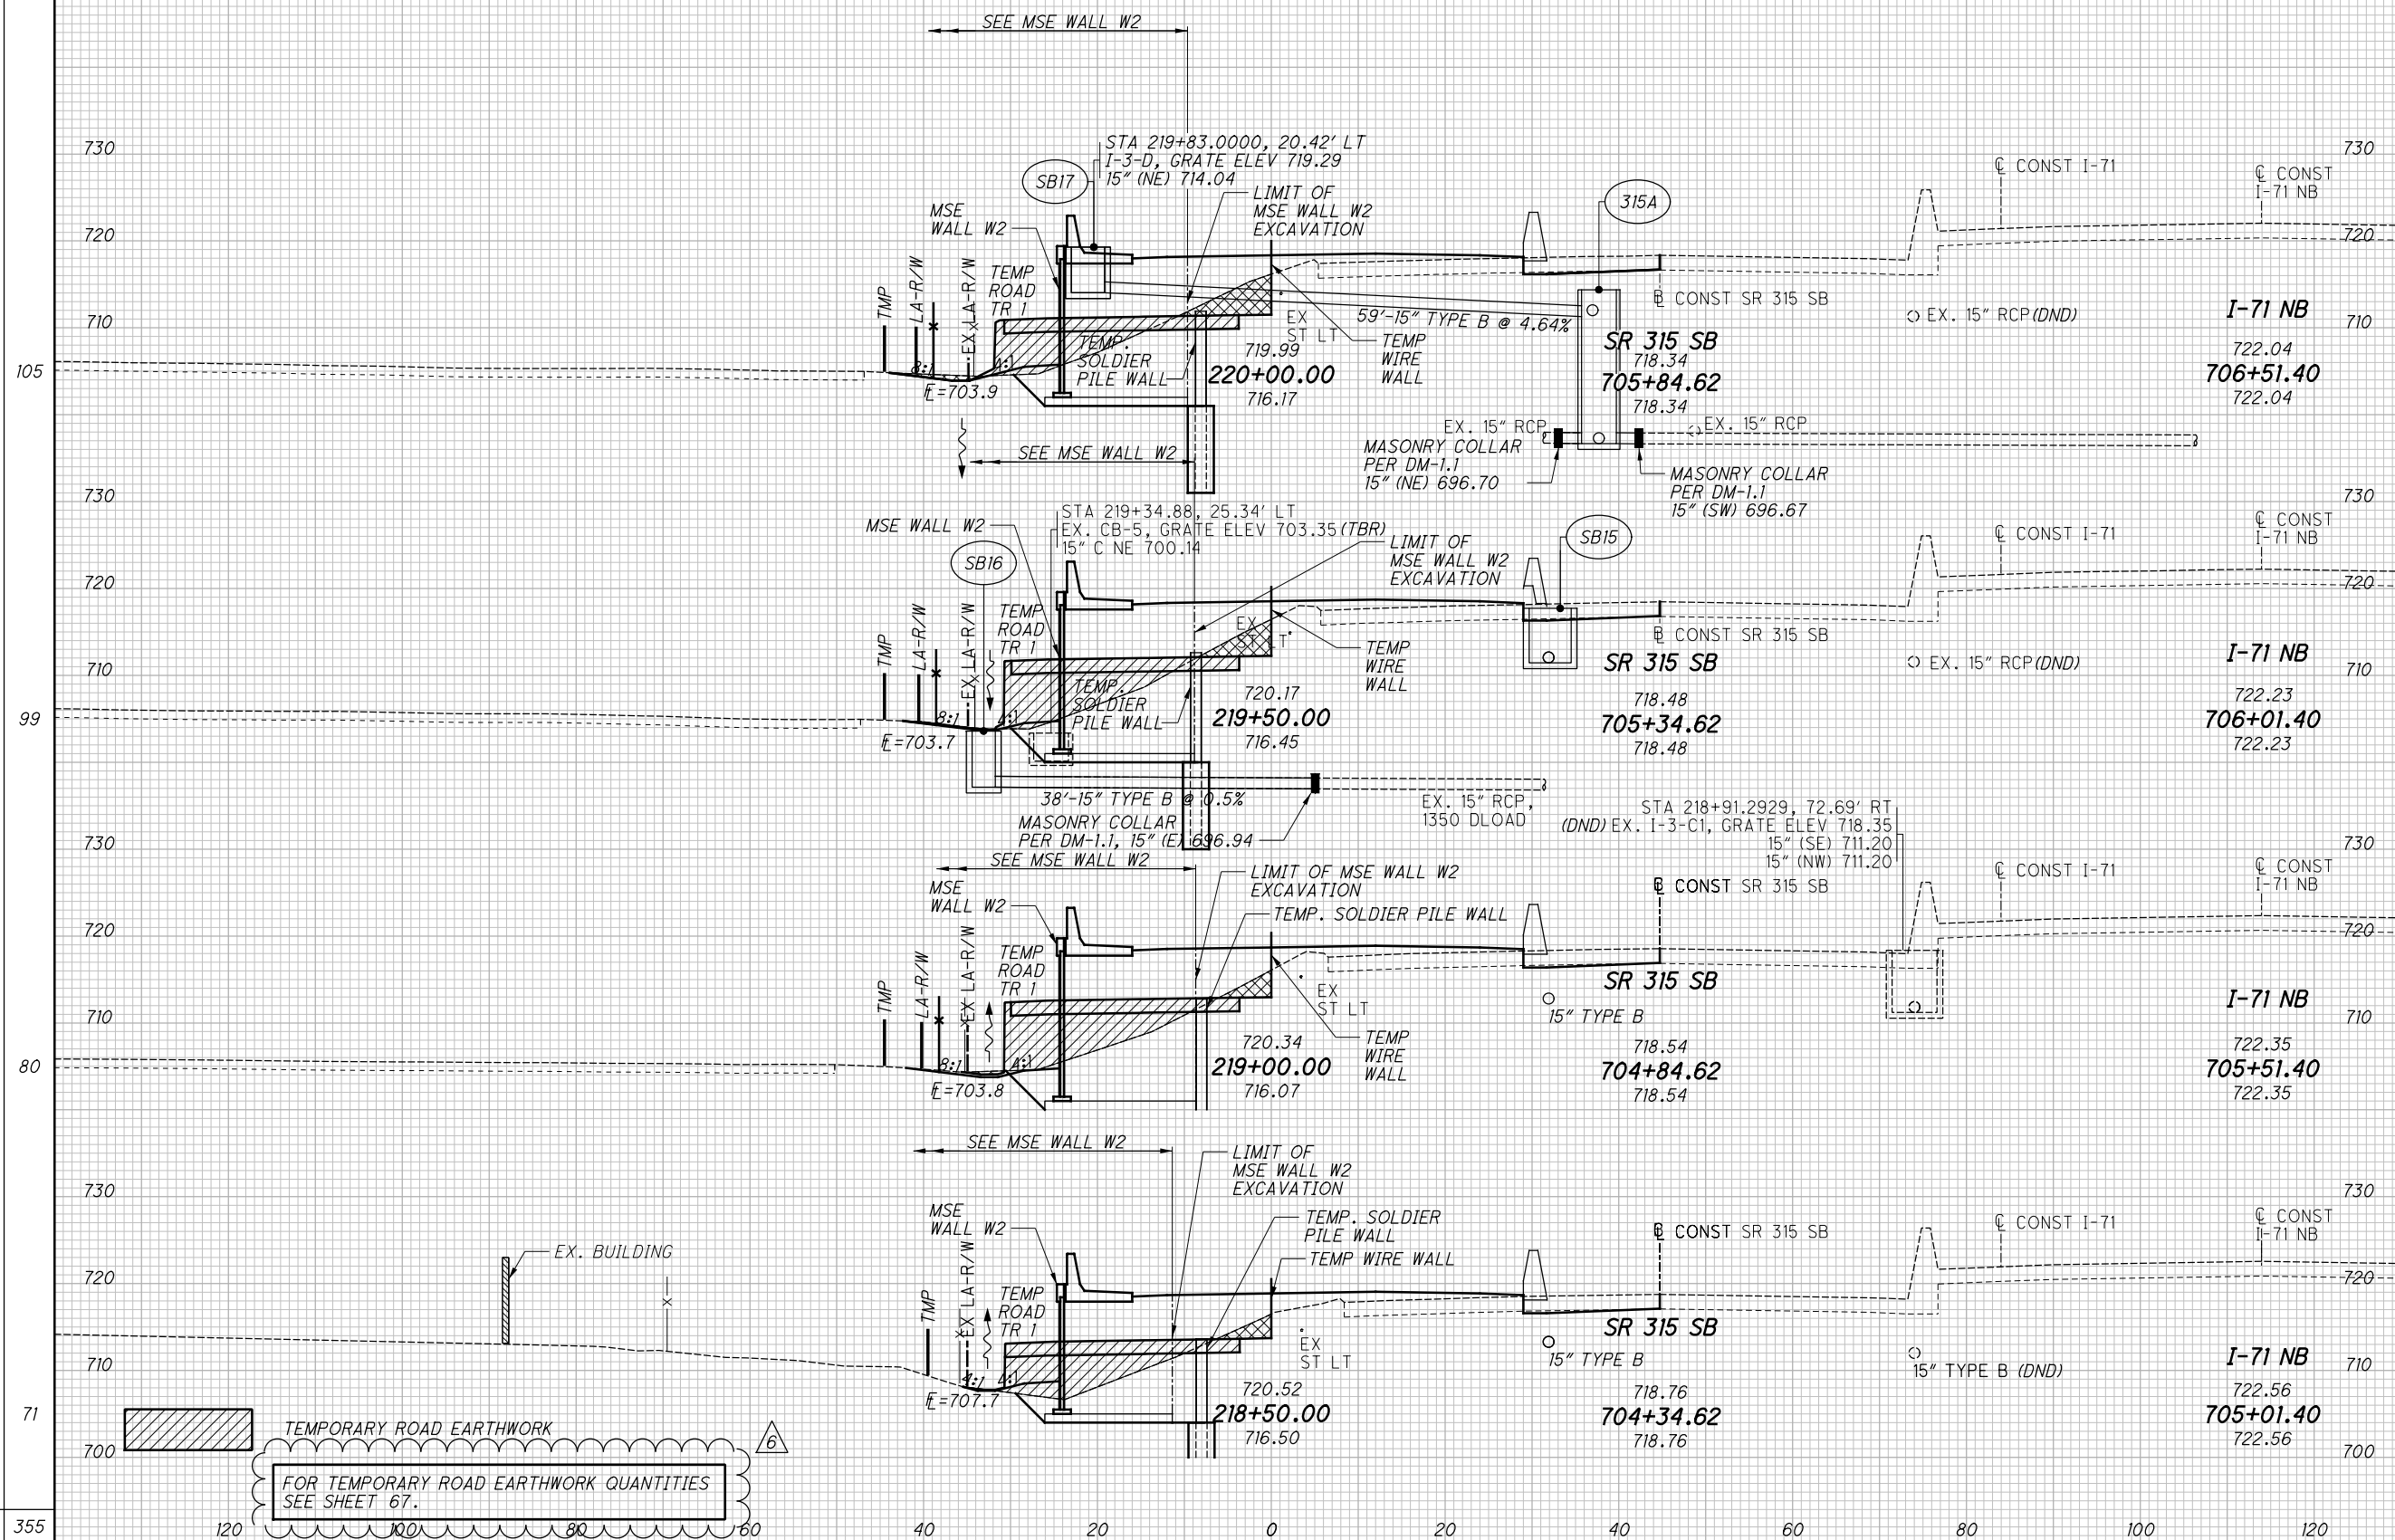 SEE MSE WALL W2
730
STA 219+83.0000, 20.42' LT
I-3-D, GRATE ELEV 719.29
15" (NE) 714.04
SB17
LIMIT OF
MSE WALL W2
EXCAVATION
315A
℄ CONST I-71
℄ CONST
I-71 NB
730
720
MSE
WALL W2
TMP
LA-R/W
EX LA-R/W
TEMP
ROAD
TR 1
720
710
EX
ST LT
59'-15" TYPE B @ 4.64%
TEMP
WIRE
WALL
CONST SR 315 SB
EX. 15" RCP (DND)
I-71 NB
710
105
8:1
4:1
TEMP.
SOLDIER
PILE WALL
719.99
220+00.00
716.17
SR 315 SB
718.34
705+84.62
718.34
722.04
706+51.40
722.04
FL=703.9
SEE MSE WALL W2
EX. 15" RCP
MASONRY COLLAR
PER DM-1.1
15" (NE) 696.70
EX. 15" RCP
MASONRY COLLAR
PER DM-1.1
15" (SW) 696.67
730
730
MSE WALL W2
STA 219+34.88, 25.34' LT
EX. CB-5, GRATE ELEV 703.35 (TBR)
15" C NE 700.14
SB16
LIMIT OF
MSE WALL W2
EXCAVATION
SB15
℄ CONST I-71
℄ CONST
I-71 NB
720
720
TMP
LA-R/W
EX LA-R/W
TEMP
ROAD
TR 1
EX
ST LT
TEMP
WIRE
WALL
CONST SR 315 SB
SR 315 SB
EX. 15" RCP (DND)
I-71 NB
710
710
99
8:1
4:1
TEMP.
SOLDIER
PILE WALL
720.17
219+50.00
716.45
718.48
705+34.62
718.48
722.23
706+01.40
722.23
FL=703.7
38'-15" TYPE B @ 0.5%
MASONRY COLLAR
PER DM-1.1, 15" (E) 696.94
EX. 15" RCP,
1350 DLOAD
STA 218+91.2929, 72.69' RT
(DND) EX. I-3-C1, GRATE ELEV 718.35
15" (SE) 711.20
15" (NW) 711.20
730
730
SEE MSE WALL W2
LIMIT OF MSE WALL W2
EXCAVATION
TEMP. SOLDIER PILE WALL
MSE
WALL W2
CONST SR 315 SB
℄ CONST I-71
℄ CONST
I-71 NB
720
720
TMP
LA-R/W
EX LA-R/W
TEMP
ROAD
TR 1
EX
ST LT
TEMP
WIRE
WALL
SR 315 SB
15" TYPE B
I-71 NB
710
710
80
8:1
4:1
720.34
219+00.00
716.07
718.54
704+84.62
718.54
722.35
705+51.40
722.35
FL=703.8
SEE MSE WALL W2
LIMIT OF
MSE WALL W2
EXCAVATION
730
730
MSE
WALL W2
TEMP. SOLDIER
PILE WALL
TEMP WIRE WALL
CONST SR 315 SB
℄ CONST I-71
℄ CONST
I-71 NB
EX. BUILDING
720
720
TMP
EX LA-R/W
TEMP
ROAD
TR 1
EX
ST LT
SR 315 SB
15" TYPE B
15" TYPE B (DND)
I-71 NB
710
710
4:1
4:1
FL=707.7
71
720.52
218+50.00
716.50
718.76
704+34.62
718.76
722.56
705+01.40
722.56
TEMPORARY ROAD EARTHWORK
6
700
700
FOR TEMPORARY ROAD EARTHWORK QUANTITIES
SEE SHEET 67.
355
120 100 80 60 40 20 0 20 40 60 80 100 120